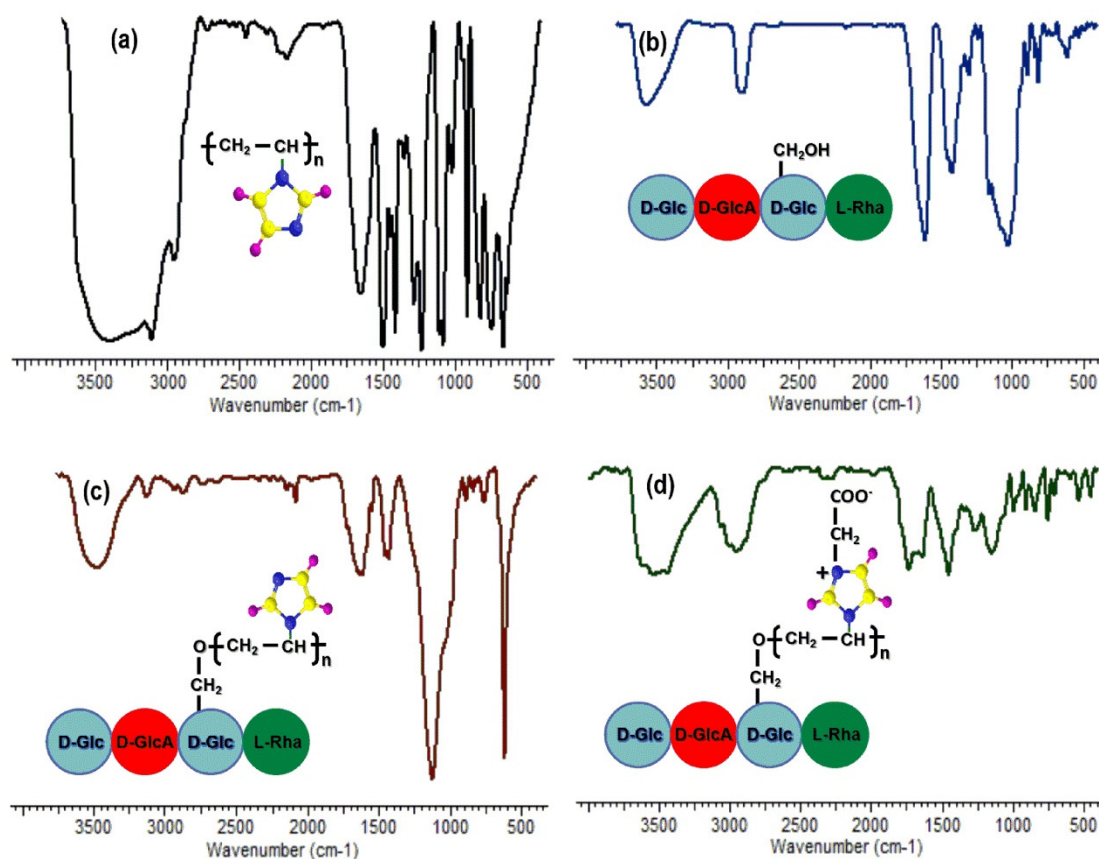 (a)
( CH₂ — CH )n
3500 3000 2500 2000 1500 1000 500
Wavenumber (cm-1)
(b)
CH₂OH
D-Glc D-GlcA D-Glc L-Rha
3500 3000 2500 2000 1500 1000 500
Wavenumber (cm-1)
(c)
O ( CH₂ — CH )n
CH₂
D-Glc D-GlcA D-Glc L-Rha
3500 3000 2500 2000 1500 1000 500
Wavenumber (cm-1)
(d)
COO⁻
CH₂
+
O ( CH₂ — CH )n
CH₂
D-Glc D-GlcA D-Glc L-Rha
3500 3000 2500 2000 1500 1000 500
Wavenumber (cm-1)